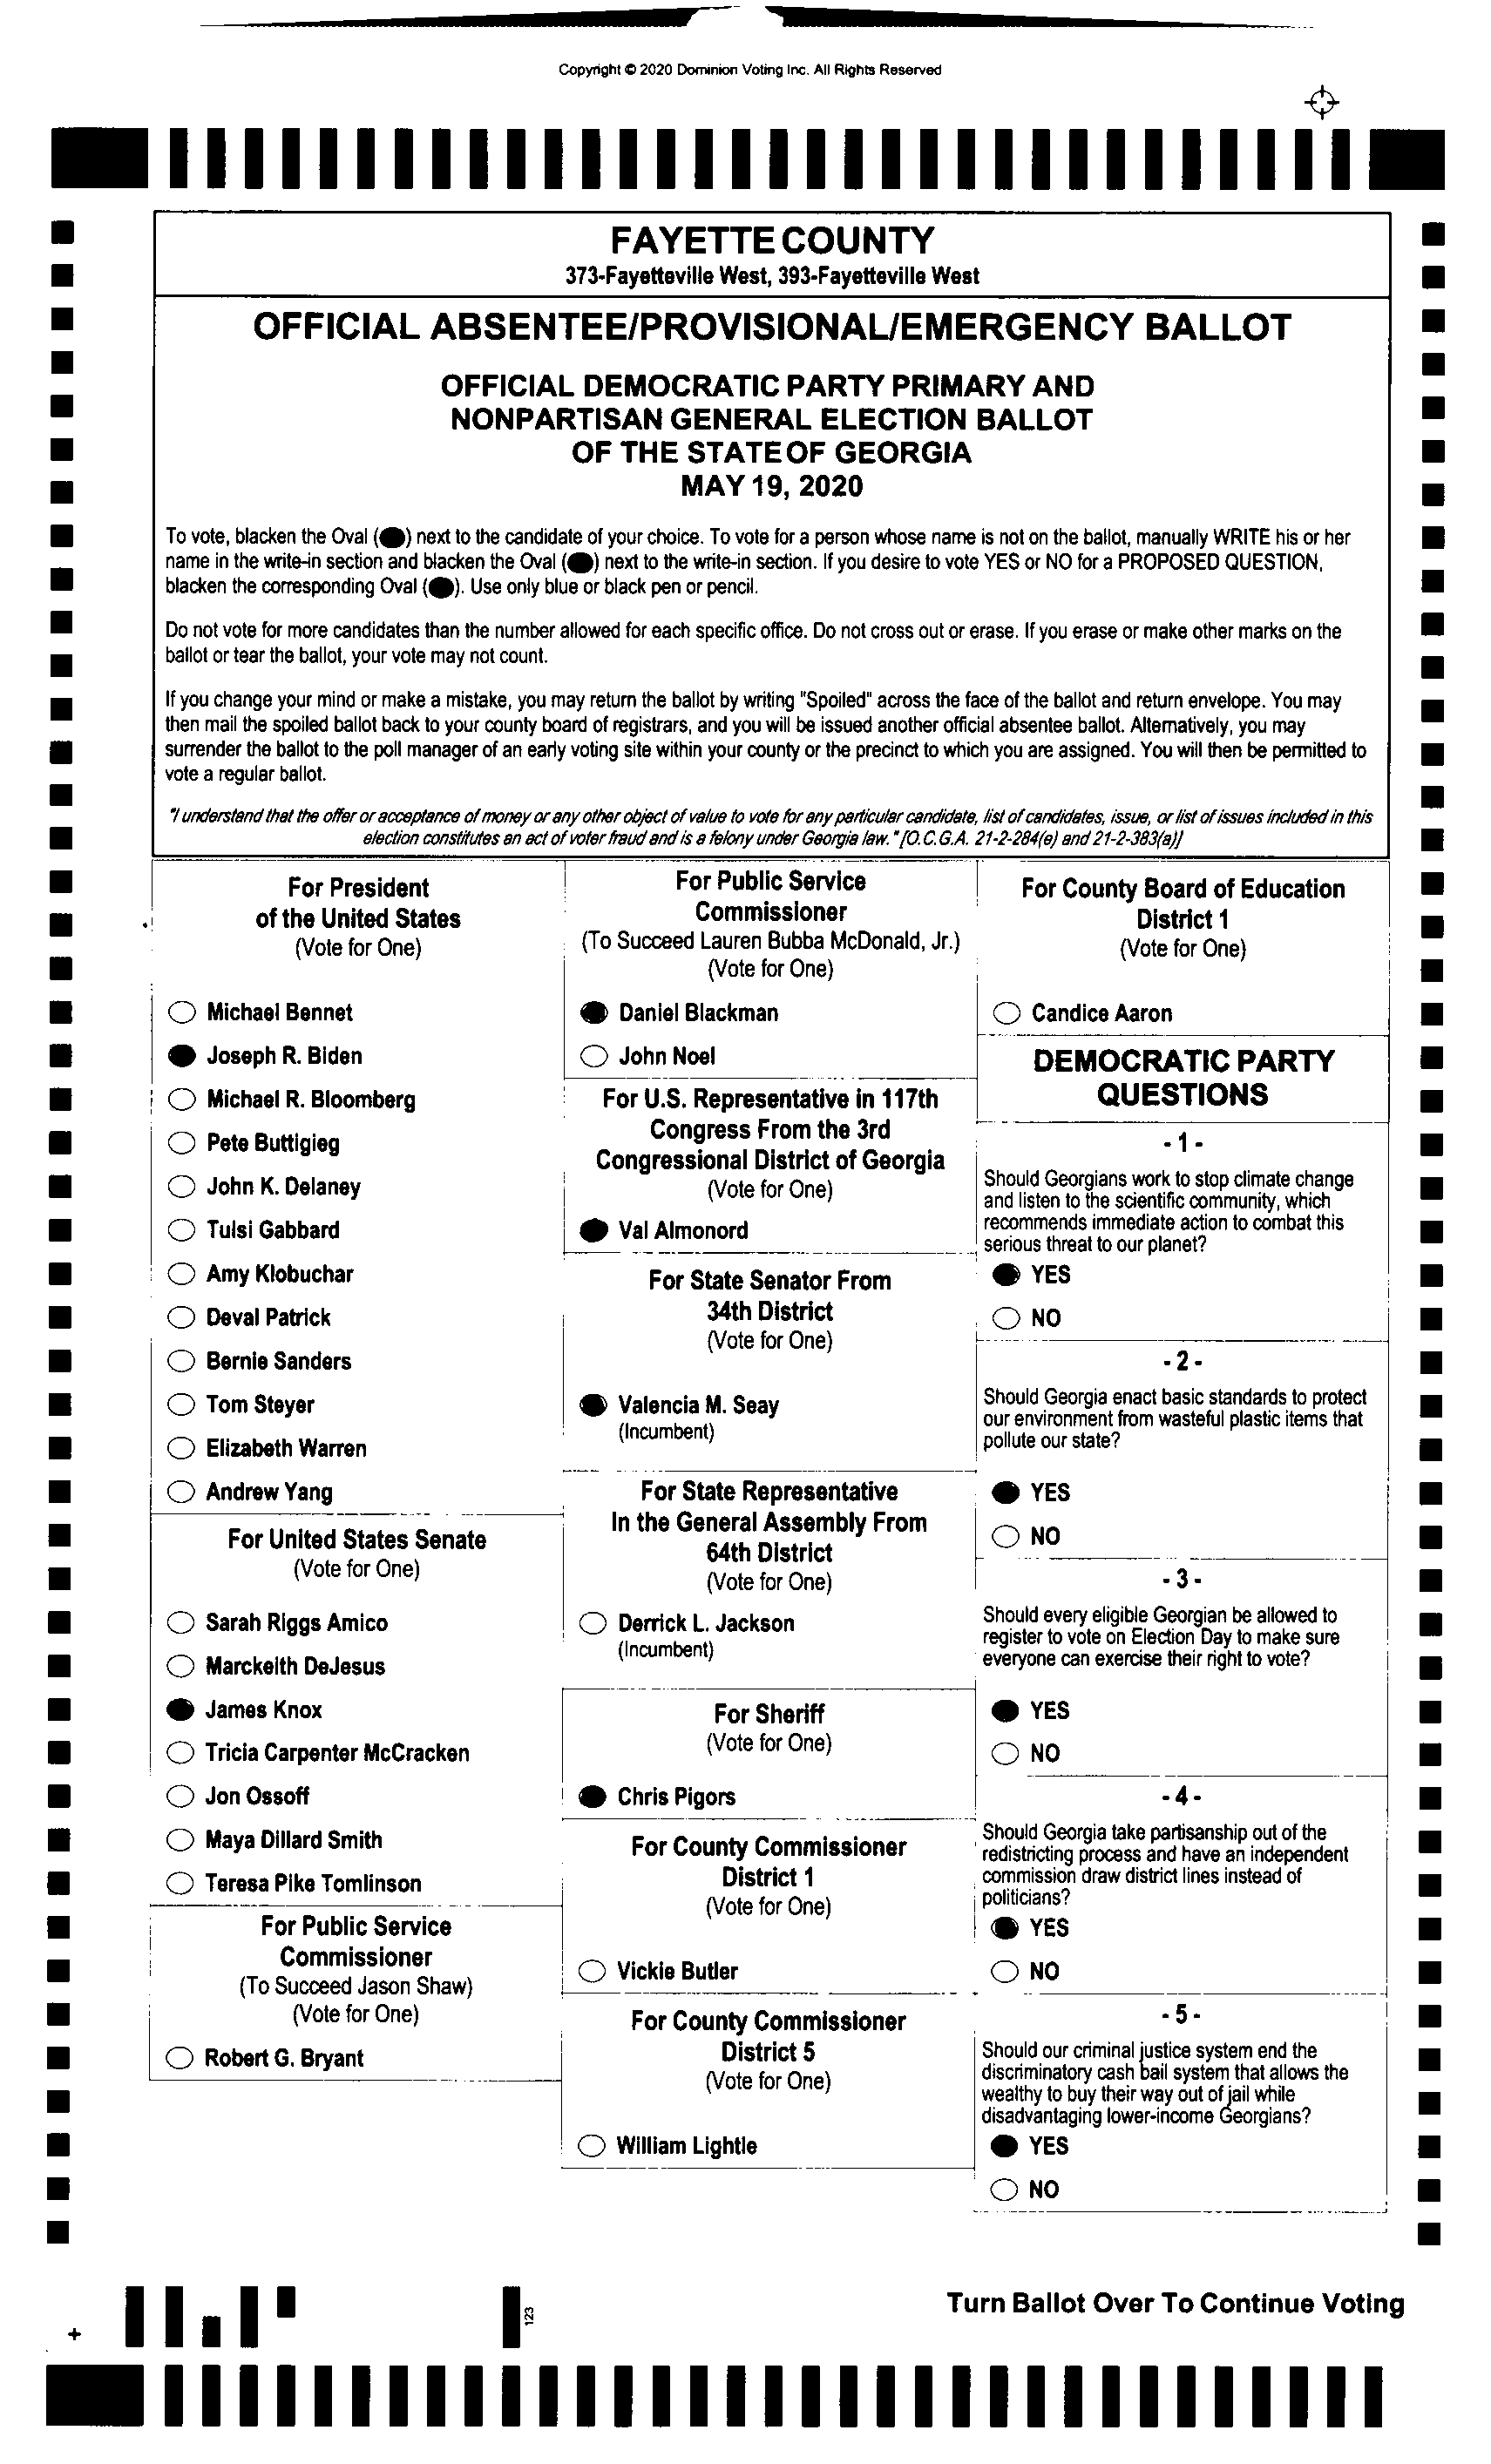 Copyright © 2020 Dominion Voting Inc. All Rights Reserved
FAYETTE COUNTY
373-Fayetteville West, 393-Fayetteville West
OFFICIAL ABSENTEE/PROVISIONAL/EMERGENCY BALLOT
OFFICIAL DEMOCRATIC PARTY PRIMARY AND
NONPARTISAN GENERAL ELECTION BALLOT
OF THE STATE OF GEORGIA
MAY 19, 2020
To vote, blacken the Oval ( ) next to the candidate of your choice. To vote for a person whose name is not on the ballot, manually WRITE his or her
name in the write-in section and blacken the Oval ( ) next to the write-in section. If you desire to vote YES or NO for a PROPOSED QUESTION,
blacken the corresponding Oval ( ). Use only blue or black pen or pencil.
Do not vote for more candidates than the number allowed for each specific office. Do not cross out or erase. If you erase or make other marks on the
ballot or tear the ballot, your vote may not count.
If you change your mind or make a mistake, you may return the ballot by writing "Spoiled" across the face of the ballot and return envelope. You may
then mail the spoiled ballot back to your county board of registrars, and you will be issued another official absentee ballot. Alternatively, you may
surrender the ballot to the poll manager of an early voting site within your county or the precinct to which you are assigned. You will then be permitted to
vote a regular ballot.
"I understand that the offer or acceptance of money or any other object of value to vote for any particular candidate, list of candidates, issue, or list of issues included in this
election constitutes an act of voter fraud and is a felony under Georgia law." [O.C.G.A. 21-2-284(e) and 21-2-383(a)]
For President
of the United States
(Vote for One)
Michael Bennet
Joseph R. Biden
Michael R. Bloomberg
Pete Buttigieg
John K. Delaney
Tulsi Gabbard
Amy Klobuchar
Deval Patrick
Bernie Sanders
Tom Steyer
Elizabeth Warren
Andrew Yang
For United States Senate
(Vote for One)
Sarah Riggs Amico
Marckeith DeJesus
James Knox
Tricia Carpenter McCracken
Jon Ossoff
Maya Dillard Smith
Teresa Pike Tomlinson
For Public Service
Commissioner
(To Succeed Jason Shaw)
(Vote for One)
Robert G. Bryant
For Public Service
Commissioner
(To Succeed Lauren Bubba McDonald, Jr.)
(Vote for One)
Daniel Blackman
John Noel
For U.S. Representative in 117th
Congress From the 3rd
Congressional District of Georgia
(Vote for One)
Val Almonord
For State Senator From
34th District
(Vote for One)
Valencia M. Seay
(Incumbent)
For State Representative
In the General Assembly From
64th District
(Vote for One)
Derrick L. Jackson
(Incumbent)
For Sheriff
(Vote for One)
Chris Pigors
For County Commissioner
District 1
(Vote for One)
Vickie Butler
For County Commissioner
District 5
(Vote for One)
William Lightle
For County Board of Education
District 1
(Vote for One)
Candice Aaron
DEMOCRATIC PARTY
QUESTIONS
- 1 -
Should Georgians work to stop climate change
and listen to the scientific community, which
recommends immediate action to combat this
serious threat to our planet?
YES
NO
- 2 -
Should Georgia enact basic standards to protect
our environment from wasteful plastic items that
pollute our state?
YES
NO
- 3 -
Should every eligible Georgian be allowed to
register to vote on Election Day to make sure
everyone can exercise their right to vote?
YES
NO
- 4 -
Should Georgia take partisanship out of the
redistricting process and have an independent
commission draw district lines instead of
politicians?
YES
NO
- 5 -
Should our criminal justice system end the
discriminatory cash bail system that allows the
wealthy to buy their way out of jail while
disadvantaging lower-income Georgians?
YES
NO
Turn Ballot Over To Continue Voting
123
+